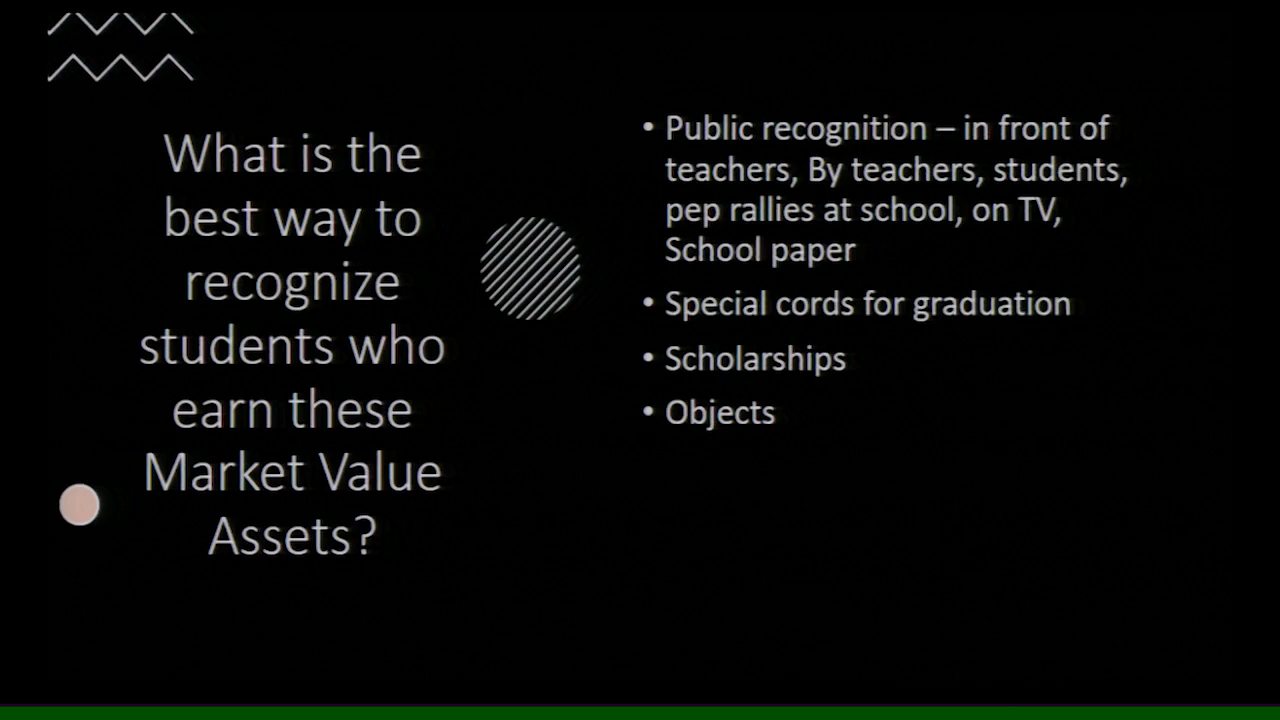 What is the
best way to
recognize
students who
earn these
Market Value
Assets?
• Public recognition – in front of
teachers, By teachers, students,
pep rallies at school, on TV,
School paper
• Special cords for graduation
• Scholarships
• Objects